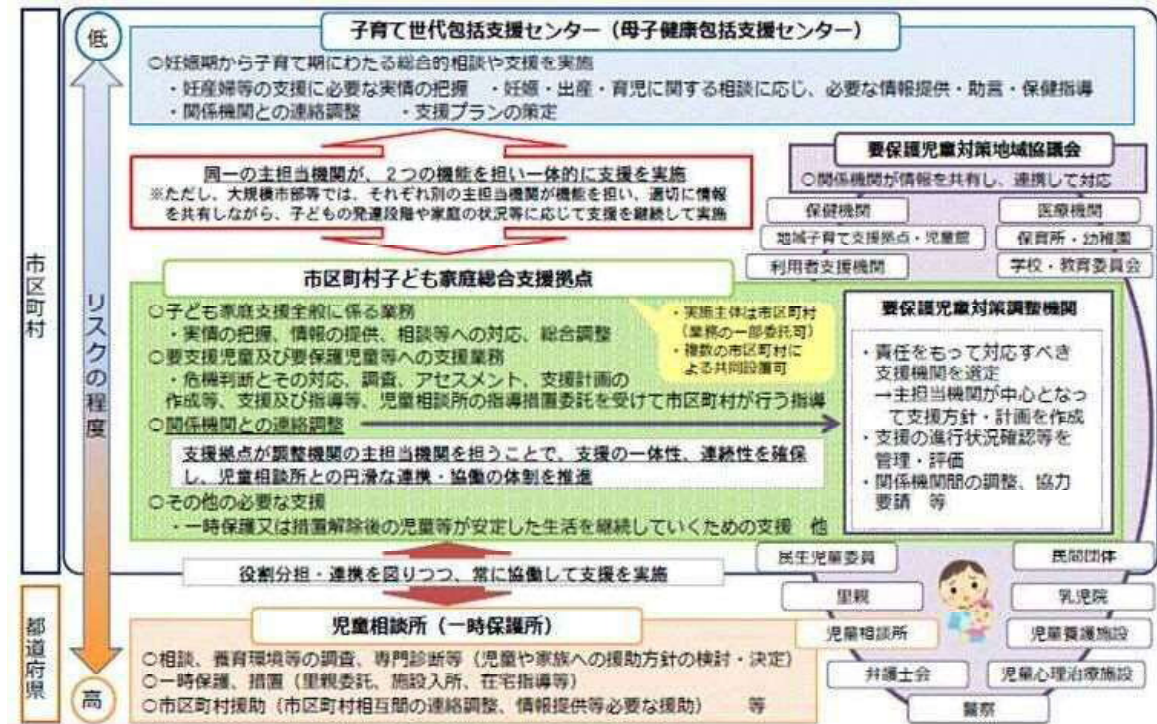 低
子育て世代包括支援センター（母子健康包括支援センター）
○妊娠期から子育て期にわたる総合的相談や支援を実施
・妊産婦等の支援に必要な実情の把握　・妊娠・出産・育児に関する相談に応じ、必要な情報提供・助言・保健指導
・関係機関との連絡調整　・支援プランの策定
同一の主担当機関が、２つの機能を担い一体的に支援を実施
※ただし、大規模市部等では、それぞれ別の主担当機関が機能を担い、適切に情報
を共有しながら、子どもの発達段階や家庭の状況等に応じて支援を継続して実施
要保護児童対策地域協議会
○関係機関が情報を共有し、連携して対応
保健機関
医療機関
地域子育て支援拠点・児童館
保育所・幼稚園
利用者支援機関
学校・教育委員会
市区町村
リスクの程度
市区町村子ども家庭総合支援拠点
○子ども家庭支援全般に係る業務
・実情の把握、情報の提供、相談等への対応、総合調整
○要支援児童及び要保護児童等への支援業務
・危機判断とその対応、調査、アセスメント、支援計画の
作成等、支援及び指導等、児童相談所の指導措置委託を受けて市区町村が行う指導
○関係機関との連絡調整
支援拠点が調整機関の主担当機関を担うことで、支援の一体性、連続性を確保
し、児童相談所との円滑な連携・協働の体制を推進
○その他の必要な支援
・一時保護又は措置解除後の児童等が安定した生活を継続していくための支援　他
・実施主体は市区町村
（業務の一部委託可）
・複数の市区町村に
よる共同設置可
要保護児童対策調整機関
・責任をもって対応すべき
支援機関を選定
→主担当機関が中心となっ
て支援方針・計画を作成
・支援の進行状況確認等を
管理・評価
・関係機関間の調整、協力
要請　等
役割分担・連携を図りつつ、常に協働して支援を実施
民生児童委員
民間団体
里親
乳児院
児童相談所
児童養護施設
弁護士会
児童心理治療施設
警察
都道府県
児童相談所（一時保護所）
○相談、養育環境等の調査、専門診断等（児童や家族への援助方針の検討・決定）
○一時保護、措置（里親委託、施設入所、在宅指導等）
○市区町村援助（市区町村相互間の連絡調整、情報提供等必要な援助）　等
高